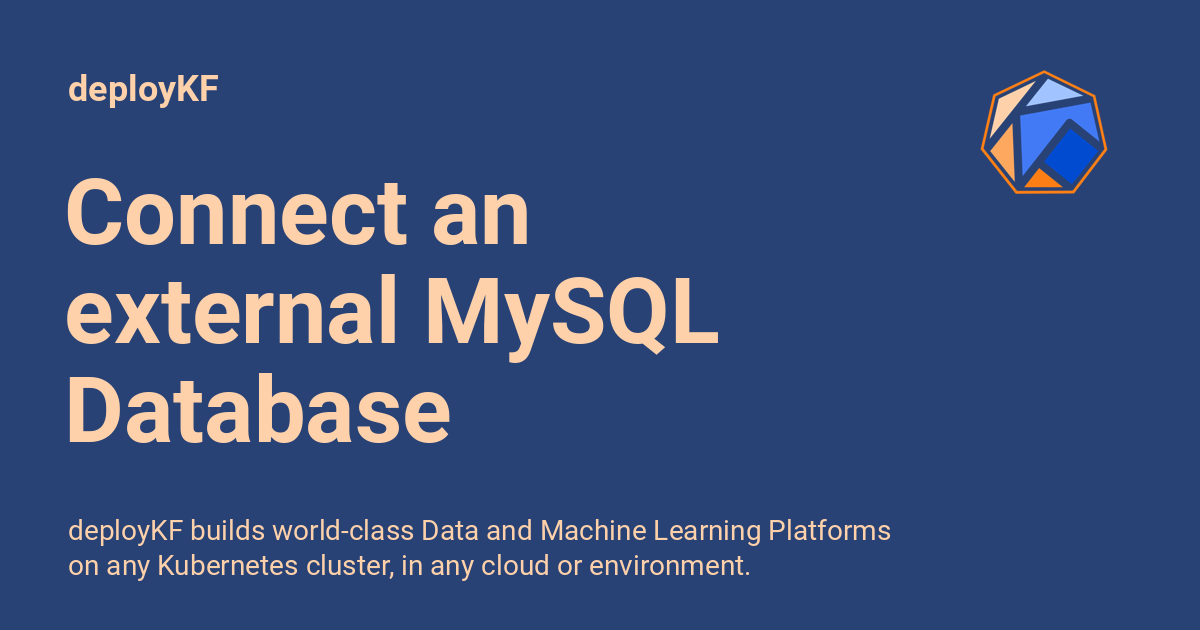 deployKF
Connect an
external MySQL
Database
deployKF builds world-class Data and Machine Learning Platforms
on any Kubernetes cluster, in any cloud or environment.